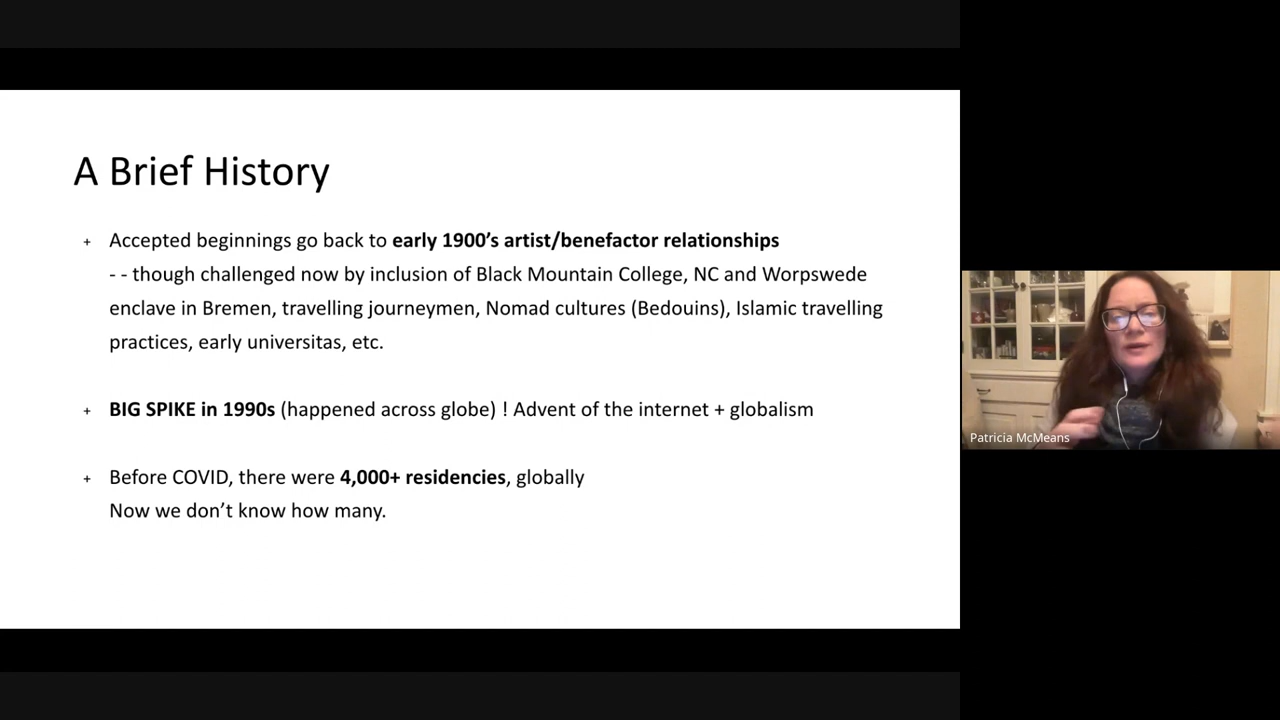 A Brief History
+ Accepted beginnings go back to early 1900's artist/benefactor relationships
- - though challenged now by inclusion of Black Mountain College, NC and Worpswede
enclave in Bremen, travelling journeymen, Nomad cultures (Bedouins), Islamic travelling
practices, early universitas, etc.
+ BIG SPIKE in 1990s (happened across globe) ! Advent of the internet + globalism
+ Before COVID, there were 4,000+ residencies, globally
Now we don't know how many.
Patricia McMeans